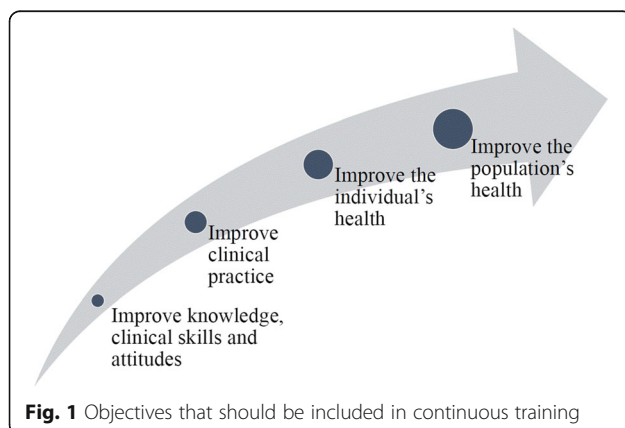 Improve the
population's
health
Improve the
individual's
health
Improve
clinical
practice
Improve knowledge,
clinical skills and
attitudes
Fig. 1 Objectives that should be included in continuous training